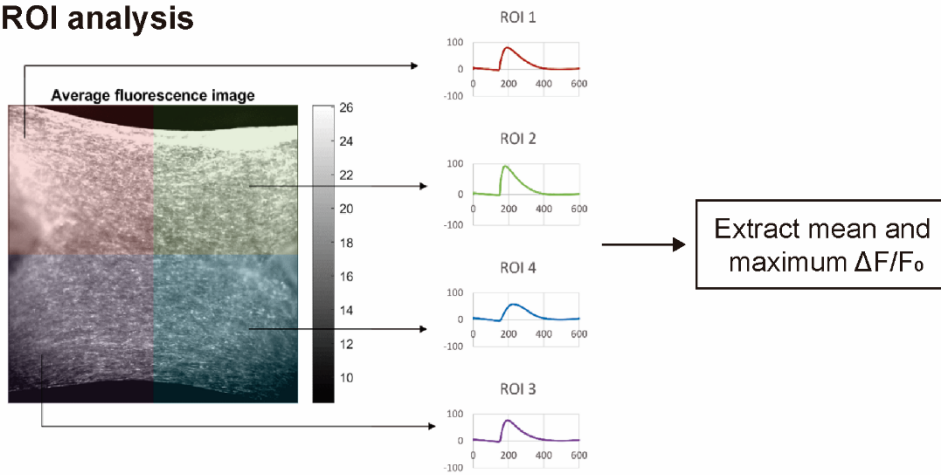 ROI analysis
Average fluorescence image
26
24
22
20
18
16
14
12
10
ROI 1
100
0
-100
0 200 400 600
ROI 2
100
0
-100
0 200 400 600
ROI 4
100
0
-100
0 200 400 600
ROI 3
100
0
-100
0 200 400 600
Extract mean and
maximum ΔF/F₀